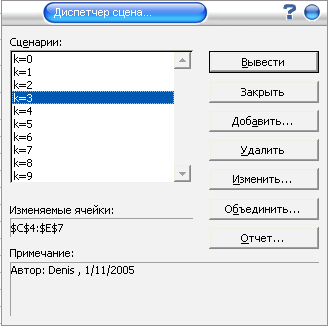 Диспетчер сцена...
Сценарии:
k=0
k=1
k=2
k=3
k=4
k=5
k=6
k=7
k=8
k=9
Вывести
Закрыть
Добавить...
Удалить
Изменить...
Объединить...
Отчет...
Изменяемые ячейки:
$C$4:$E$7
Примечание:
Автор: Denis , 1/11/2005